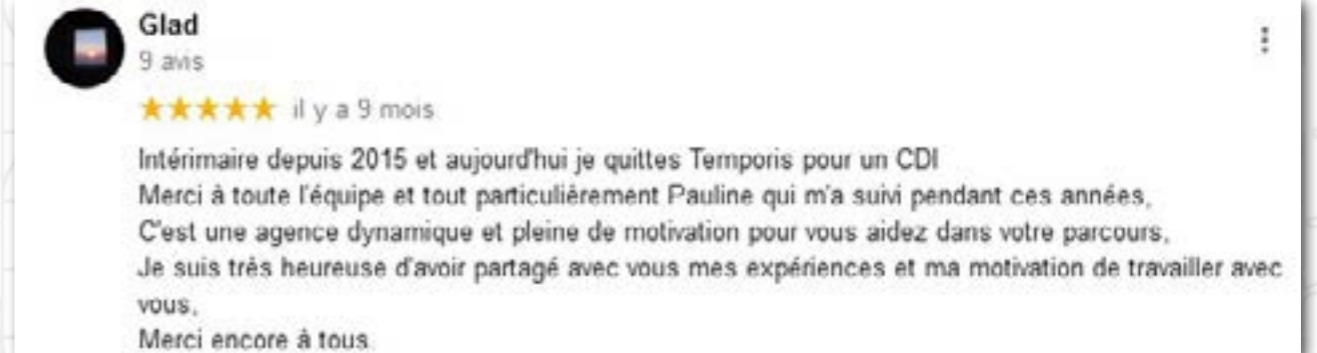 Glad
9 avis
il y a 9 mois
Intérimaire depuis 2015 et aujourd'hui je quittes Temporis pour un CDI
Merci à toute l'équipe et tout particulièrement Pauline qui m'a suivi pendant ces années,
C'est une agence dynamique et pleine de motivation pour vous aidez dans votre parcours,
Je suis très heureuse d'avoir partagé avec vous mes expériences et ma motivation de travailler avec
vous,
Merci encore à tous.